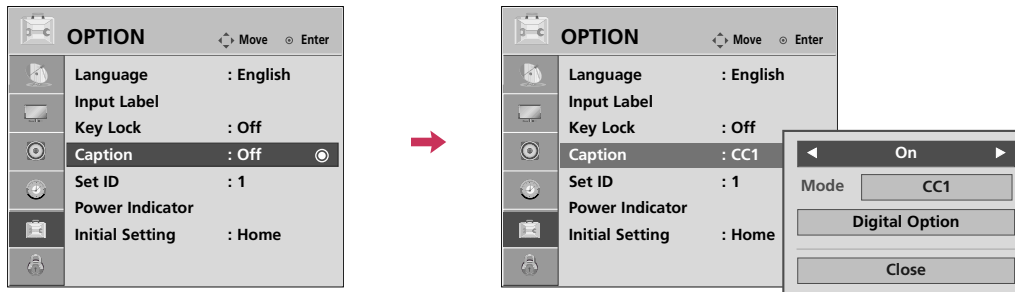 OPTION Move Enter
Language : English
Input Label
Key Lock : Off
Caption : Off
Set ID : 1
Power Indicator
Initial Setting : Home
OPTION Move Enter
Language : English
Input Label
Key Lock : Off
Caption : CC1
Set ID : 1
Power Indicator
Initial Setting : Home
On
Mode CC1
Digital Option
Close